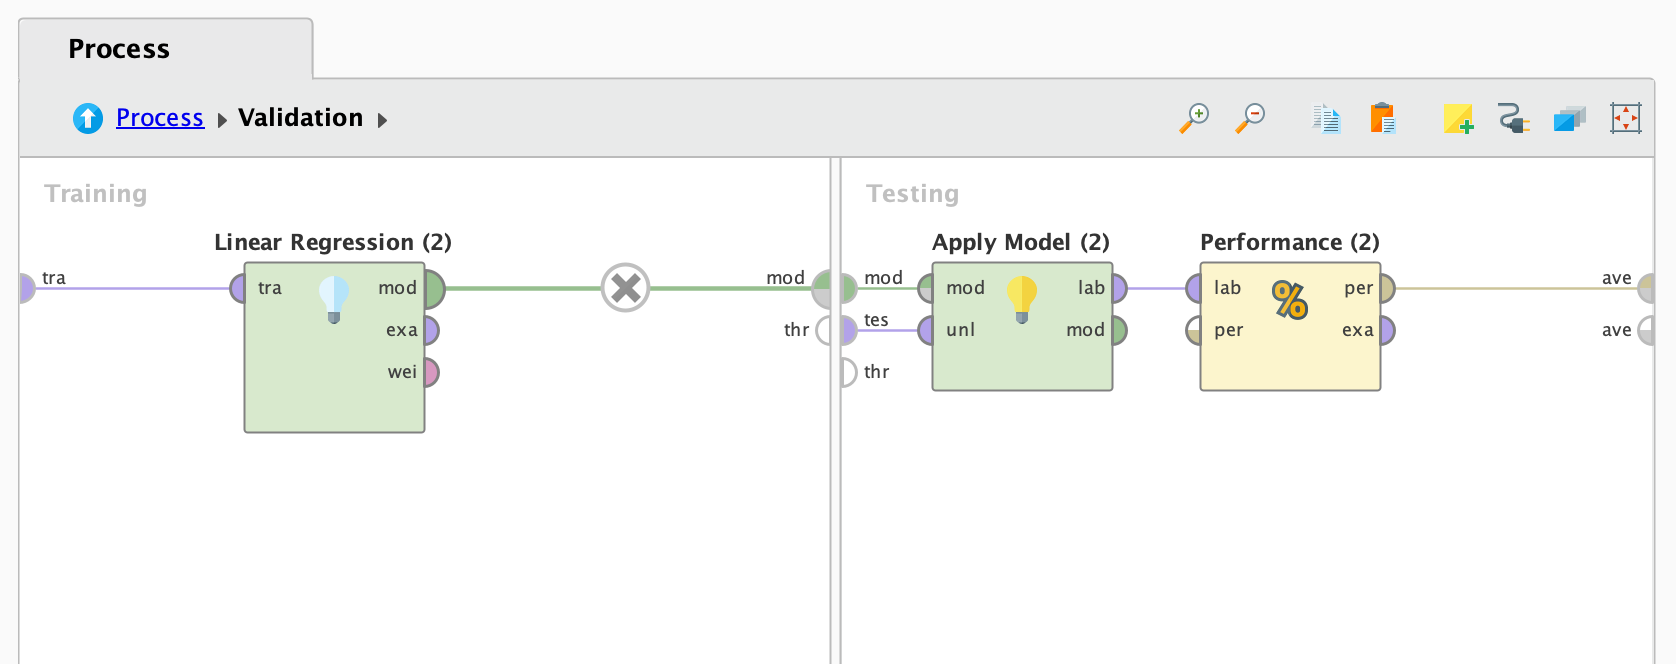 Process
Process Validation
Training
Testing
Linear Regression (2)
Apply Model (2)
Performance (2)
tra
tra
mod
mod
mod
mod
lab
lab
per
ave
exa
thr
tes
unl
mod
per
exa
ave
wei
thr
%